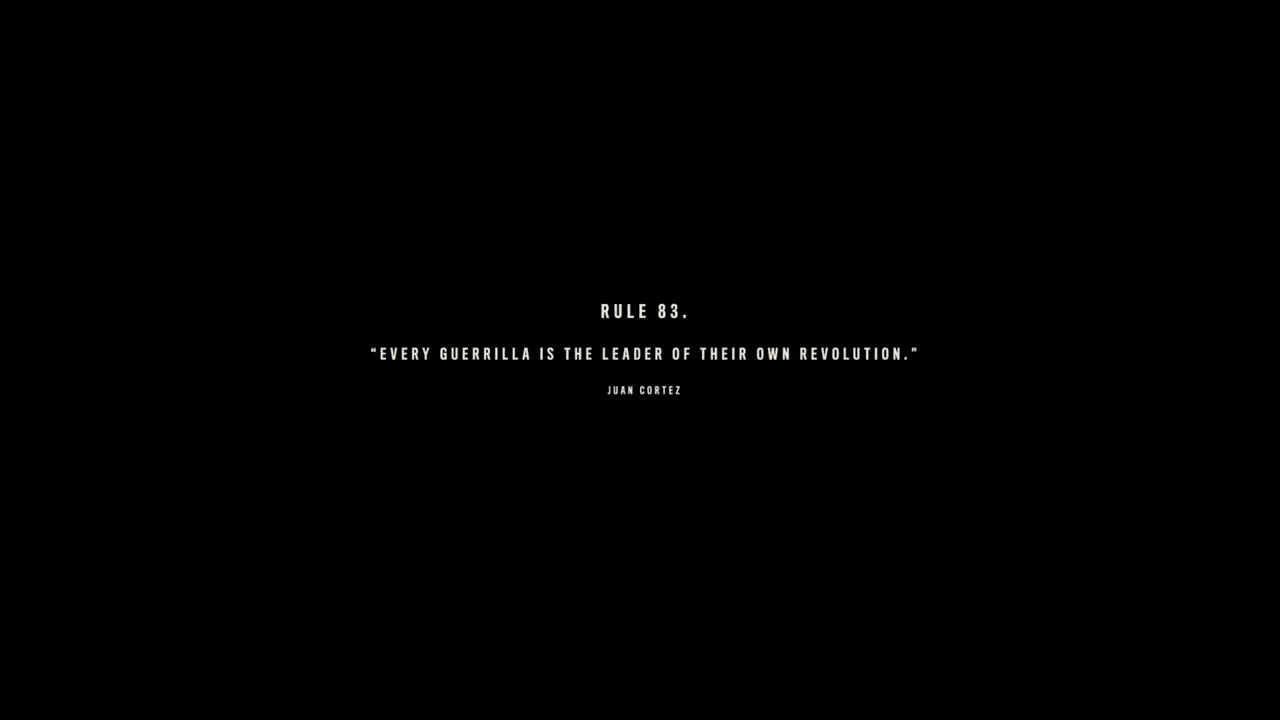 RULE 83.
“EVERY GUERRILLA IS THE LEADER OF THEIR OWN REVOLUTION.”
JUAN CORTEZ